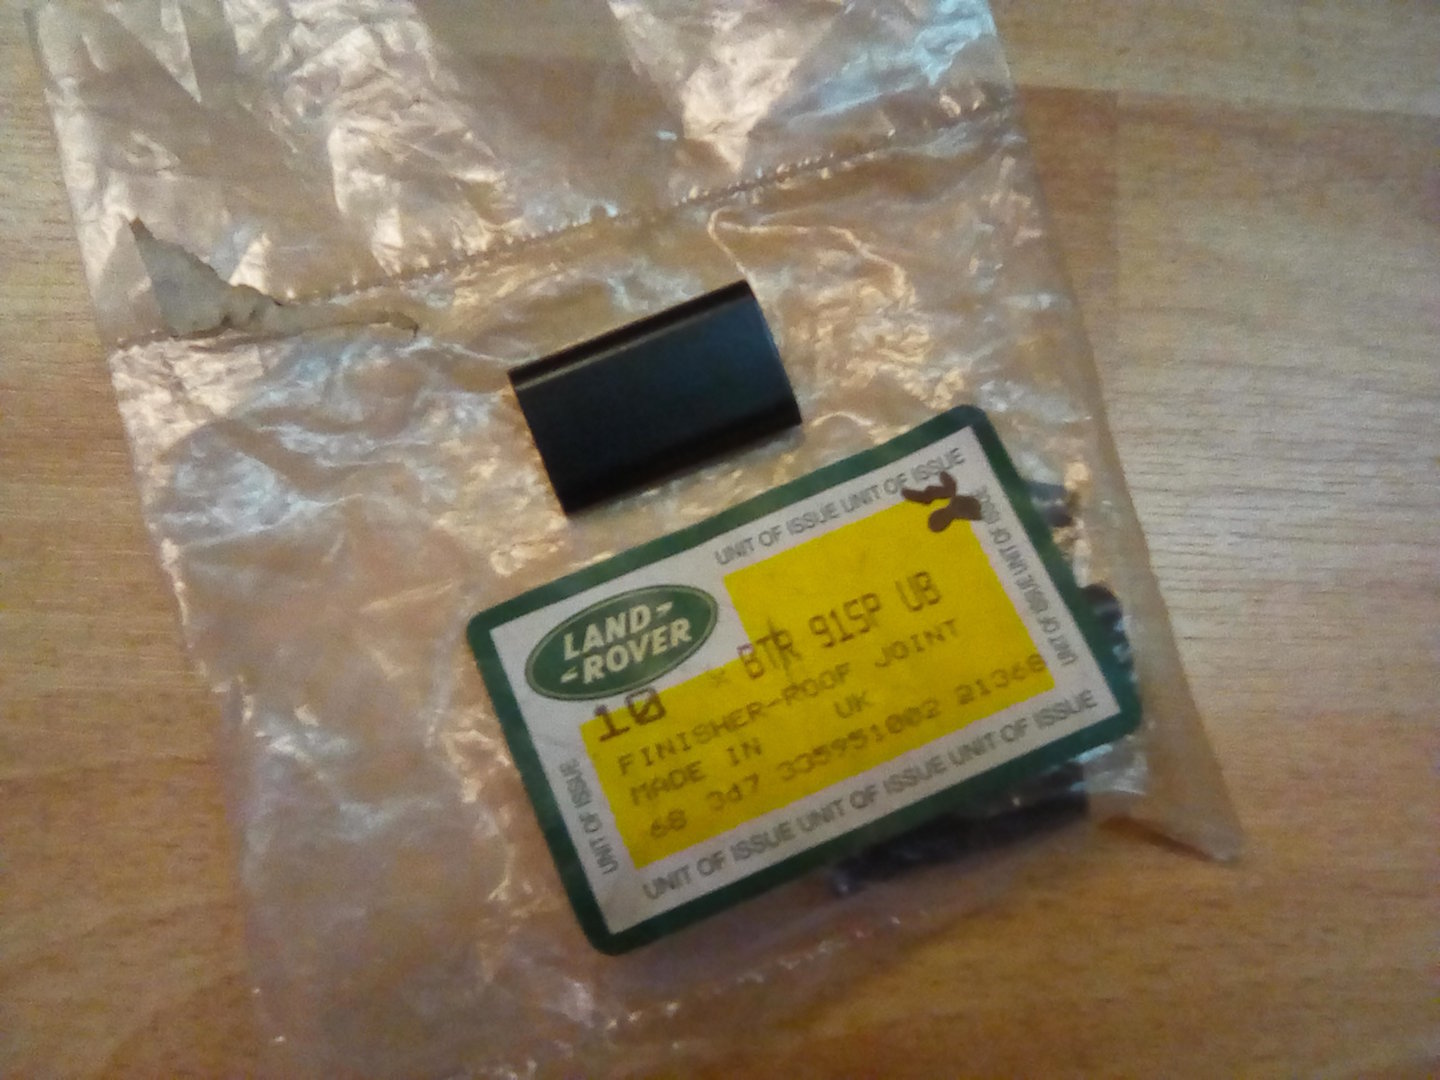 UNIT OF ISSUE UNIT OF ISSUE
LAND-
-ROVER
BTR 919P UB
10
FINISHER-ROOF JOINT
MADE IN UK
68 347 335951002 21368
UNIT OF ISSUE UNIT OF ISSUE UNIT OF ISSUE
UNIT OF ISSUE
UNIT OF ISSUE UNIT OF ISSUE